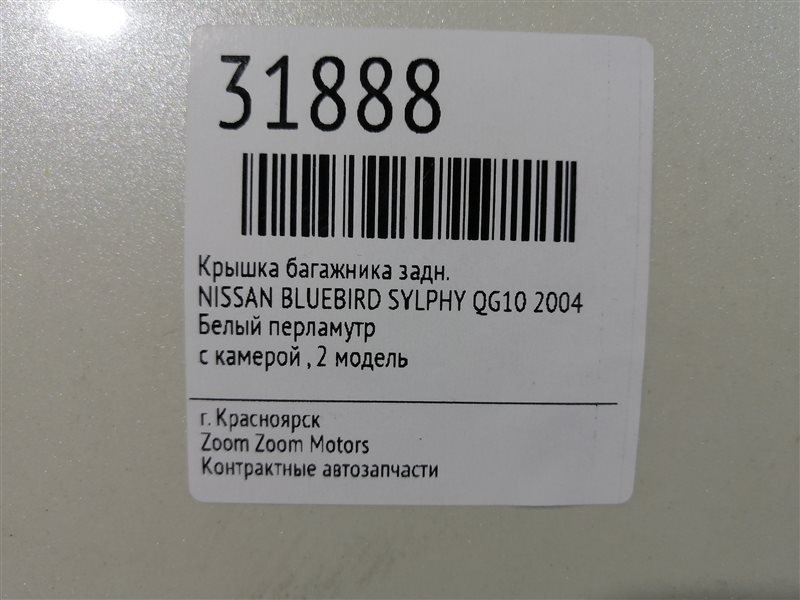 31888
Крышка багажника задн.
NISSAN BLUEBIRD SYLPHY QG10 2004
Белый перламутр
с камерой , 2 модель
г. Красноярск
Zoom Zoom Motors
Контрактные автозапчасти